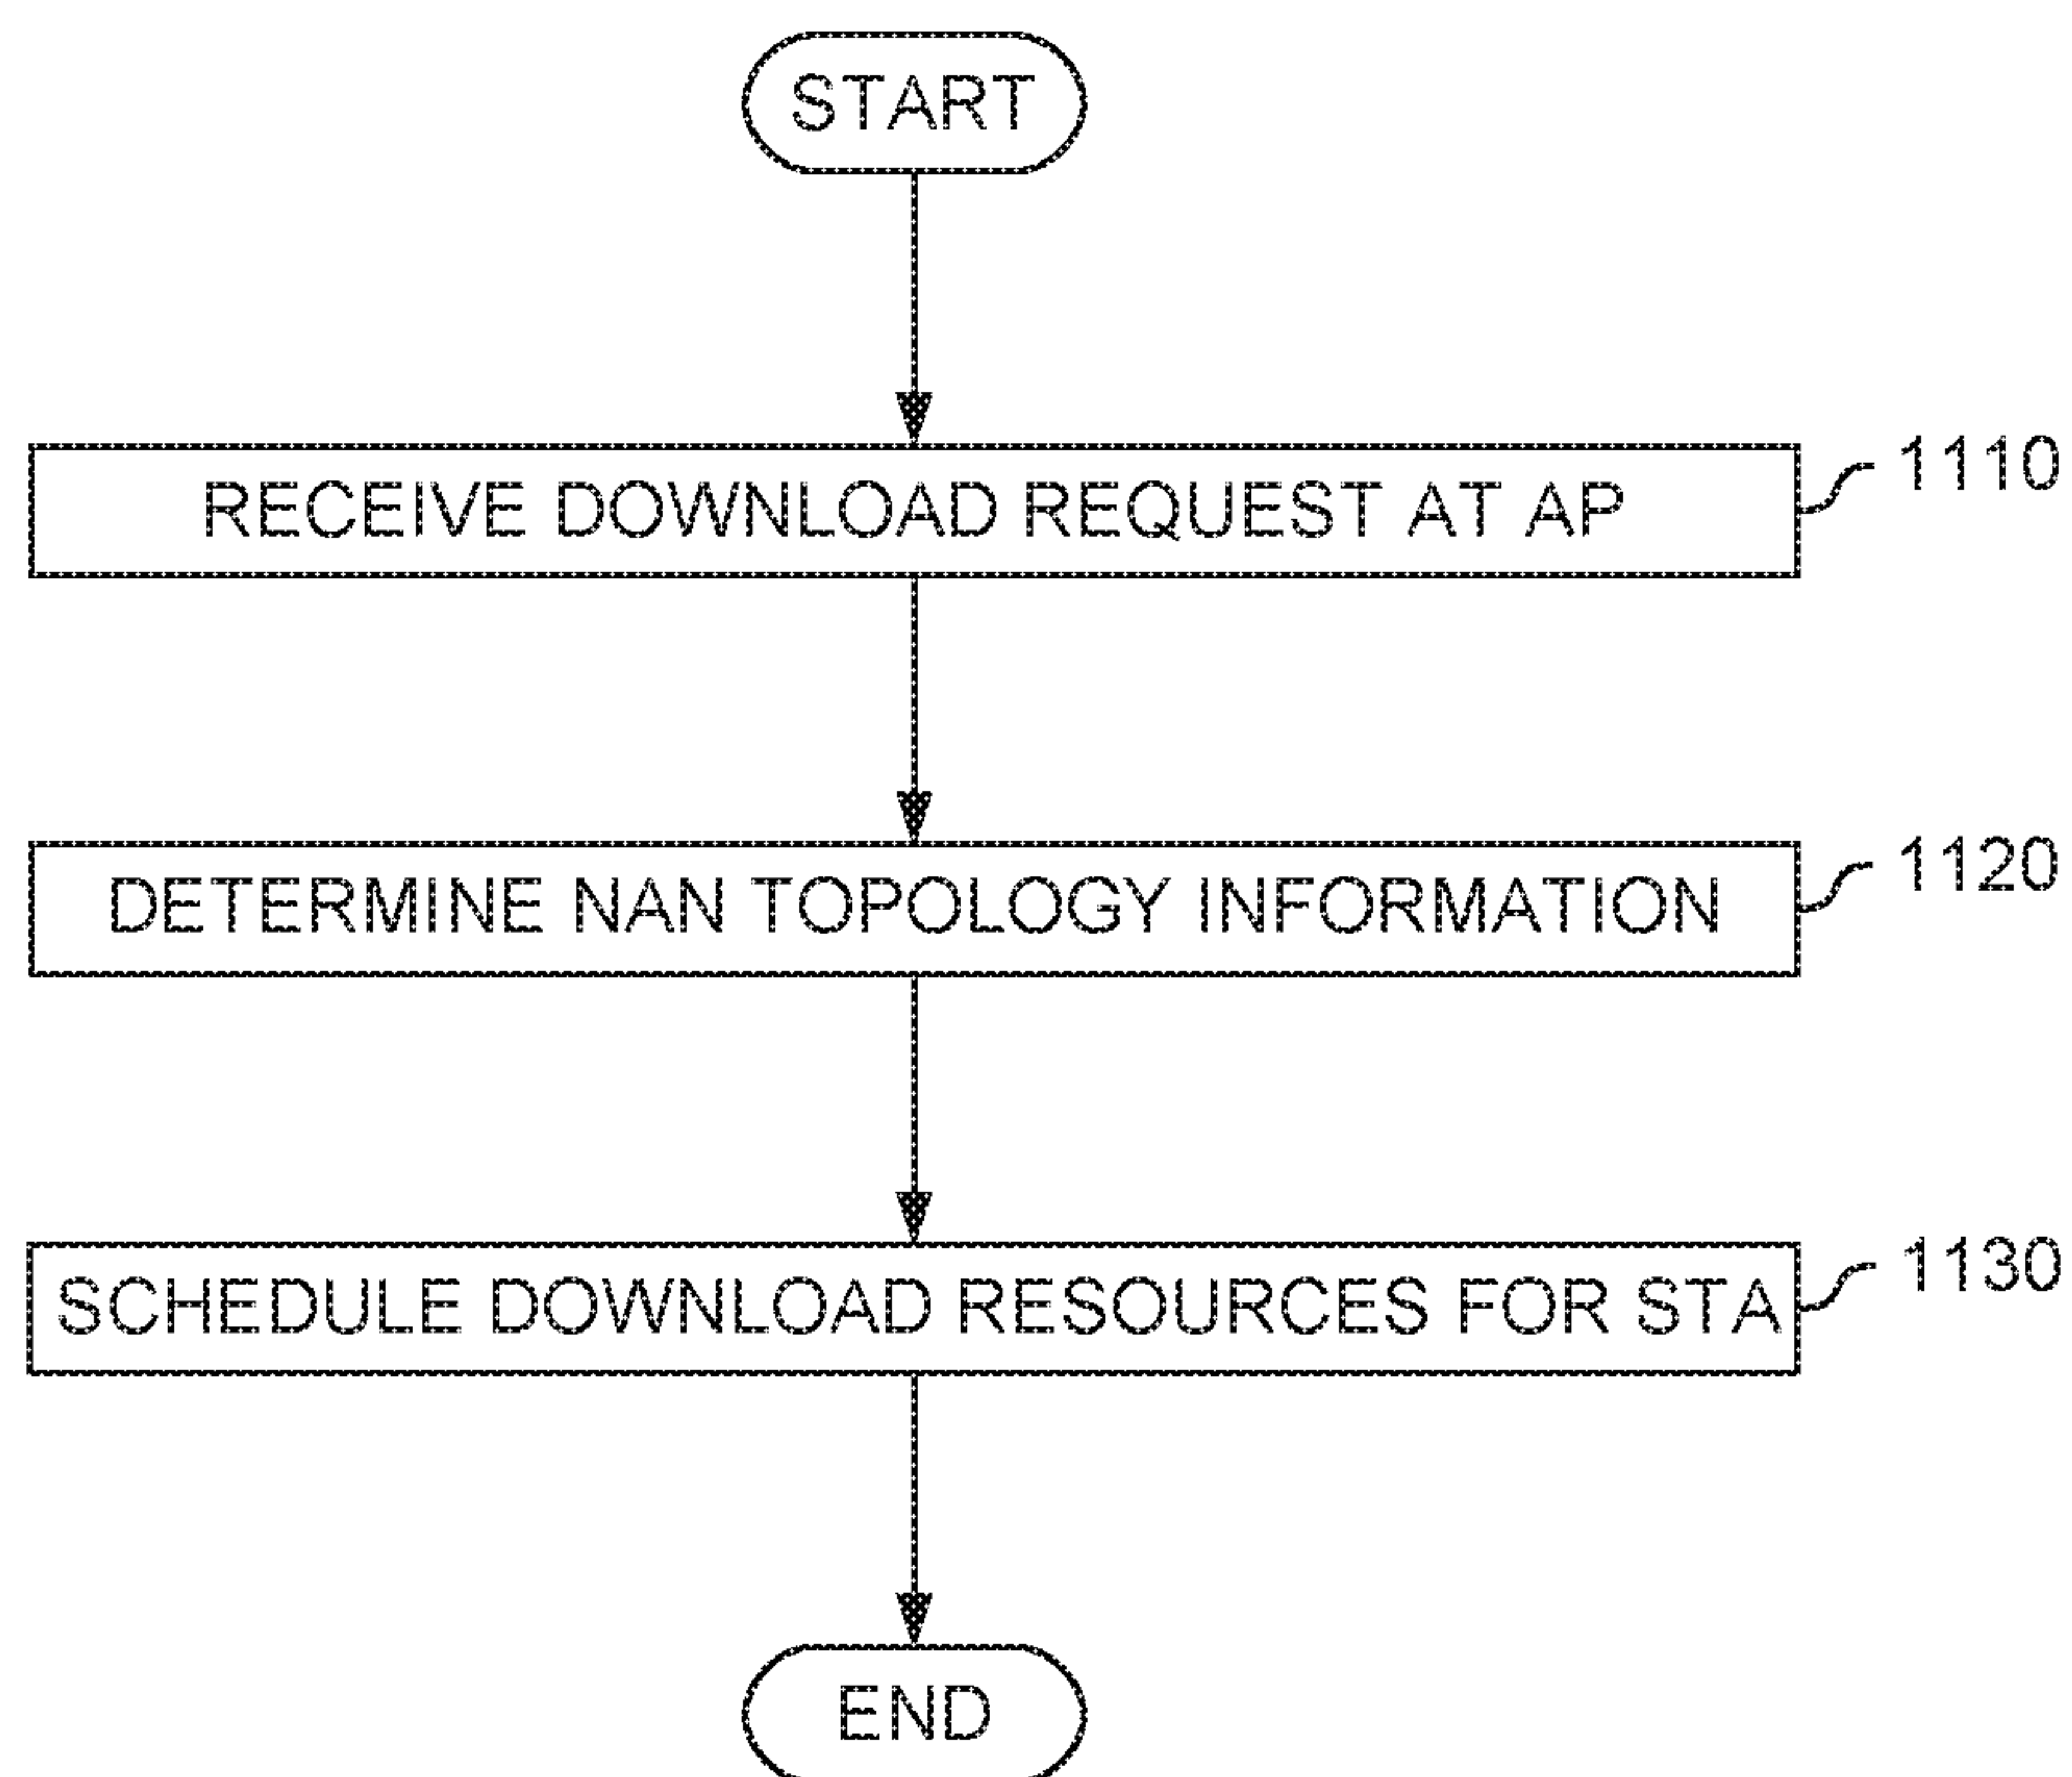 START
RECEIVE DOWNLOAD REQUEST AT AP
1110
DETERMINE NAN TOPOLOGY INFORMATION
1120
SCHEDULE DOWNLOAD RESOURCES FOR STA
1130
END